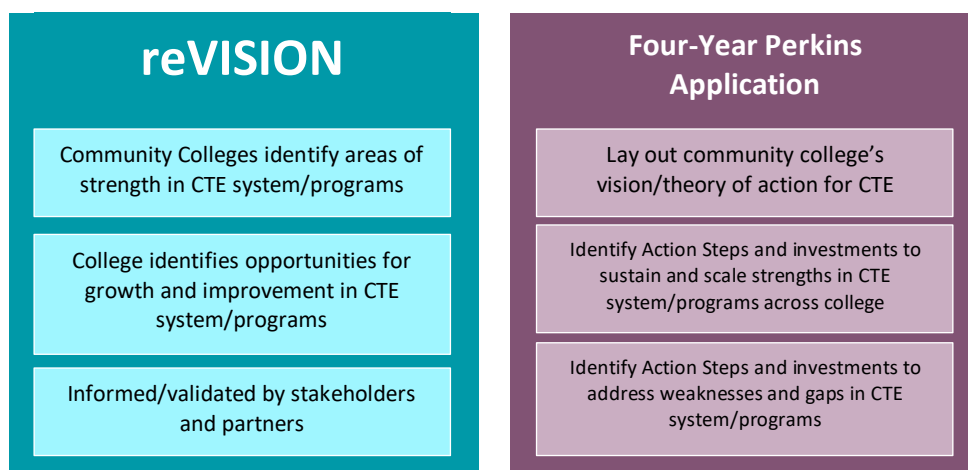 reVISION
Community Colleges identify areas of
strength in CTE system/programs
College identifies opportunities for
growth and improvement in CTE
system/programs
Informed/validated by stakeholders
and partners
Four-Year Perkins
Application
Lay out community college’s
vision/theory of action for CTE
Identify Action Steps and investments to
sustain and scale strengths in CTE
system/programs across college
Identify Action Steps and investments to
address weaknesses and gaps in CTE
system/programs